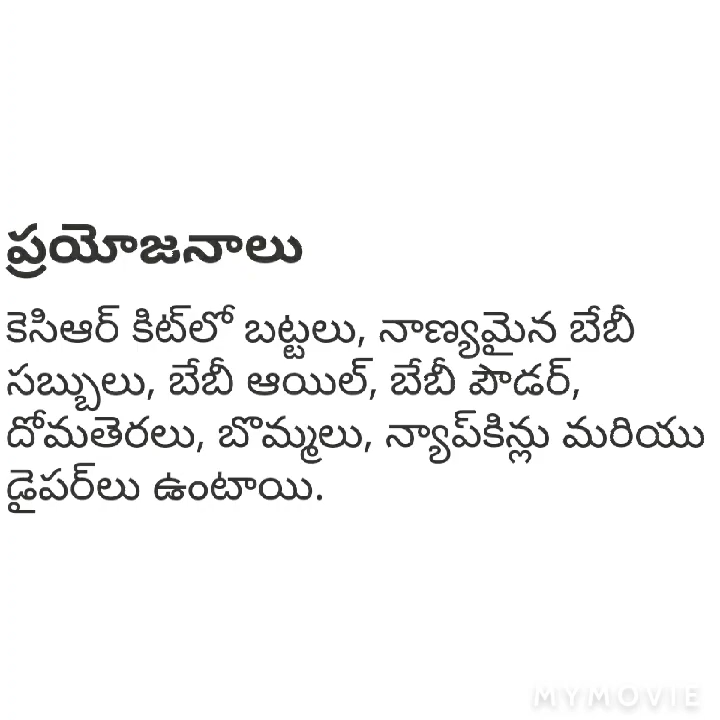 ప్రయోజనాలు
కెసిఆర్ కిట్‌లో బట్టలు, నాణ్యమైన బేబీ
సబ్బులు, బేబీ ఆయిల్, బేబీ పౌడర్,
దోమతెరలు, బొమ్మలు, న్యాప్‌కిన్లు మరియు
డైపర్‌లు ఉంటాయి.
MYMOVIE